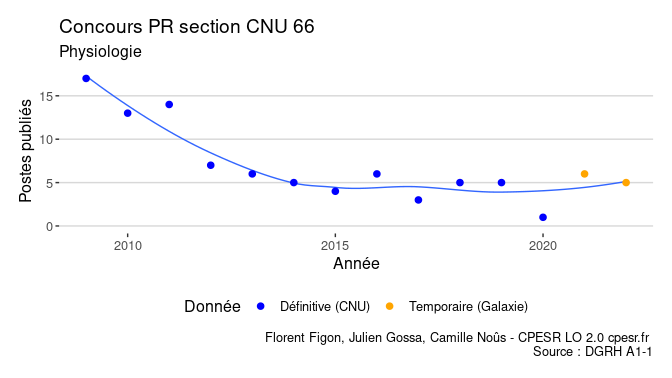 Concours PR section CNU 66
Physiologie
Postes publiés
15
10
5
0
2010
2015
2020
Année
Donnée
Définitive (CNU)
Temporaire (Galaxie)
Florent Figon, Julien Gossa, Camille Noûs - CPESR LO 2.0 cpesr.fr
Source : DGRH A1-1